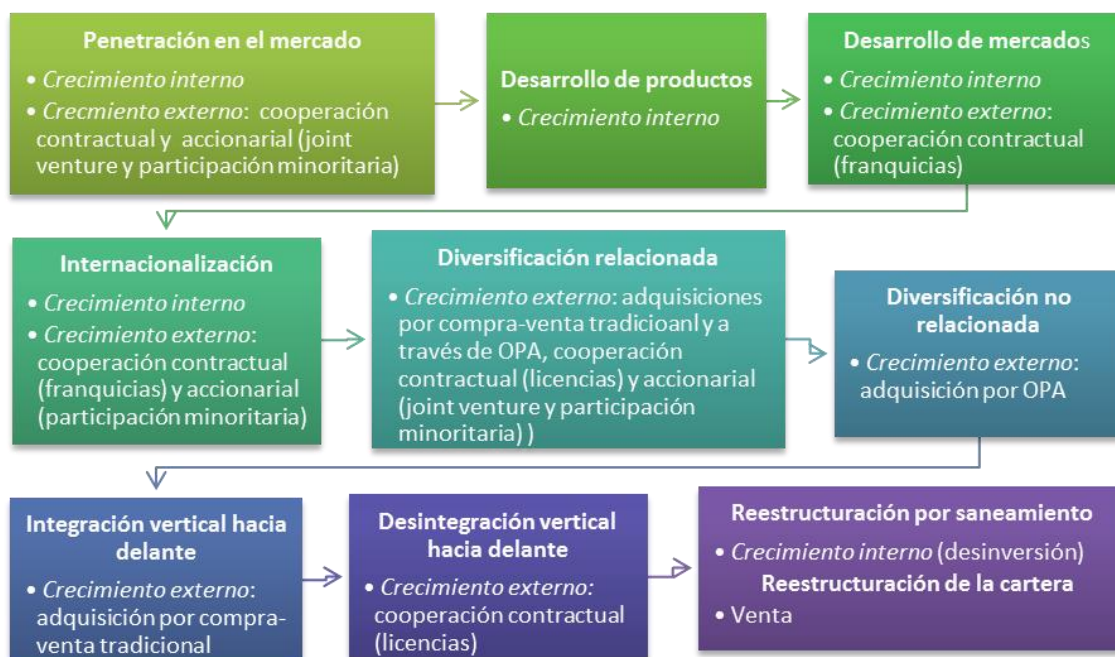 Penetración en el mercado
• Crecimiento interno
• Crecmiento externo: cooperación
contractual y accionarial (joint
venture y participación minoritaria)
Desarrollo de productos
• Crecimiento interno
Desarrollo de mercados
• Crecimiento interno
• Crecimiento externo:
cooperación contractual
(franquicias)
Internacionalización
• Crecimiento interno
• Crecimiento externo:
cooperación contractual
(franquicias) y accionarial
(participación minoritaria)
Diversificación relacionada
• Crecimiento externo: adquisiciones
por compra-venta tradicioanl y a
través de OPA, cooperación
contractual (licencias) y accionarial
(joint venture y participación
minoritaria) )
Diversificación no
relacionada
• Crecimiento externo:
adquisición por OPA
Integración vertical hacia
delante
• Crecimiento externo:
adquisición por compra-
venta tradicional
Desintegración vertical
hacia delante
• Crecimiento externo:
cooperación contractual
(licencias)
Reestructuración por saneamiento
• Crecimiento interno (desinversión)
Reestructuración de la cartera
• Venta